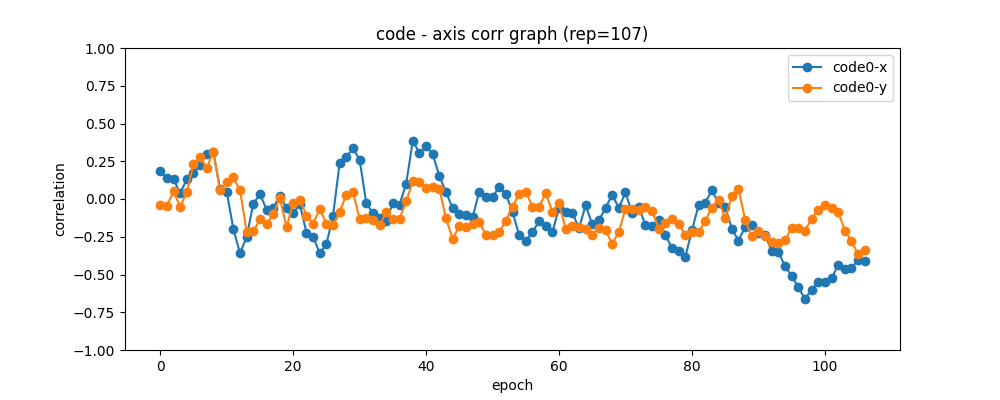 code - axis corr graph (rep=107)
1.00
0.75
0.50
0.25
0.00
−0.25
−0.50
−0.75
−1.00
correlation
code0-x
code0-y
0 20 40 60 80 100
epoch